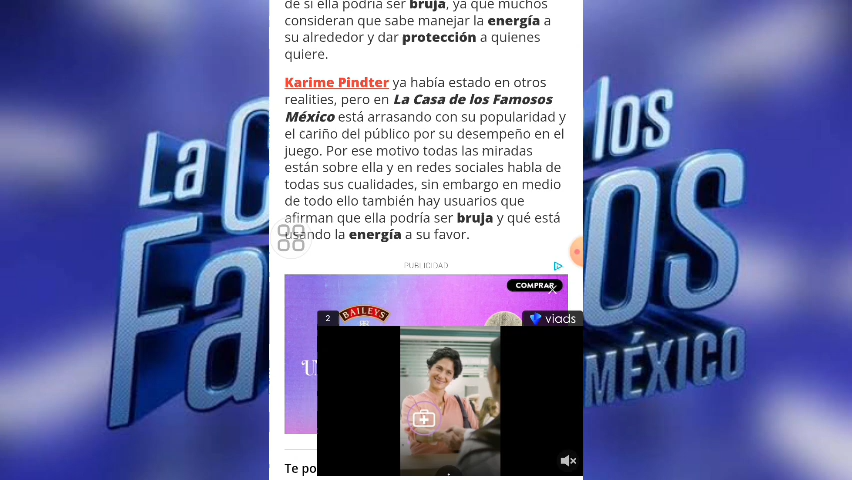 de si ella podría ser bruja, ya que muchos
consideran que sabe manejar la energía a
su alrededor y dar protección a quienes
quiere.
Karime Pindter ya había estado en otros
realities, pero en La Casa de los Famosos
México está arrasando con su popularidad y
el cariño del público por su desempeño en el
juego. Por ese motivo todas las miradas
están sobre ella y en redes sociales habla de
todas sus cualidades, sin embargo en medio
de todo ello también hay usuarios que
afirman que ella podría ser bruja y qué está
usando la energía a su favor.
PUBLICIDAD
COMPRAR
BAILEYS
2
viads
Te po
La C
Fa
los
OS
MÉXICO